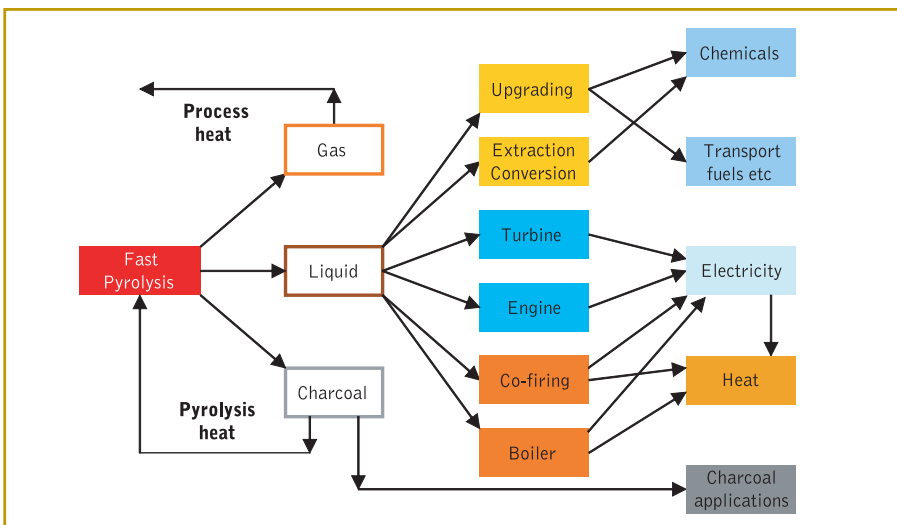 Process
heat
Gas
Fast
Pyrolysis
Liquid
Charcoal
Pyrolysis
heat
Upgrading
Extraction
Conversion
Turbine
Engine
Co-firing
Boiler
Chemicals
Transport
fuels etc
Electricity
Heat
Charcoal
applications